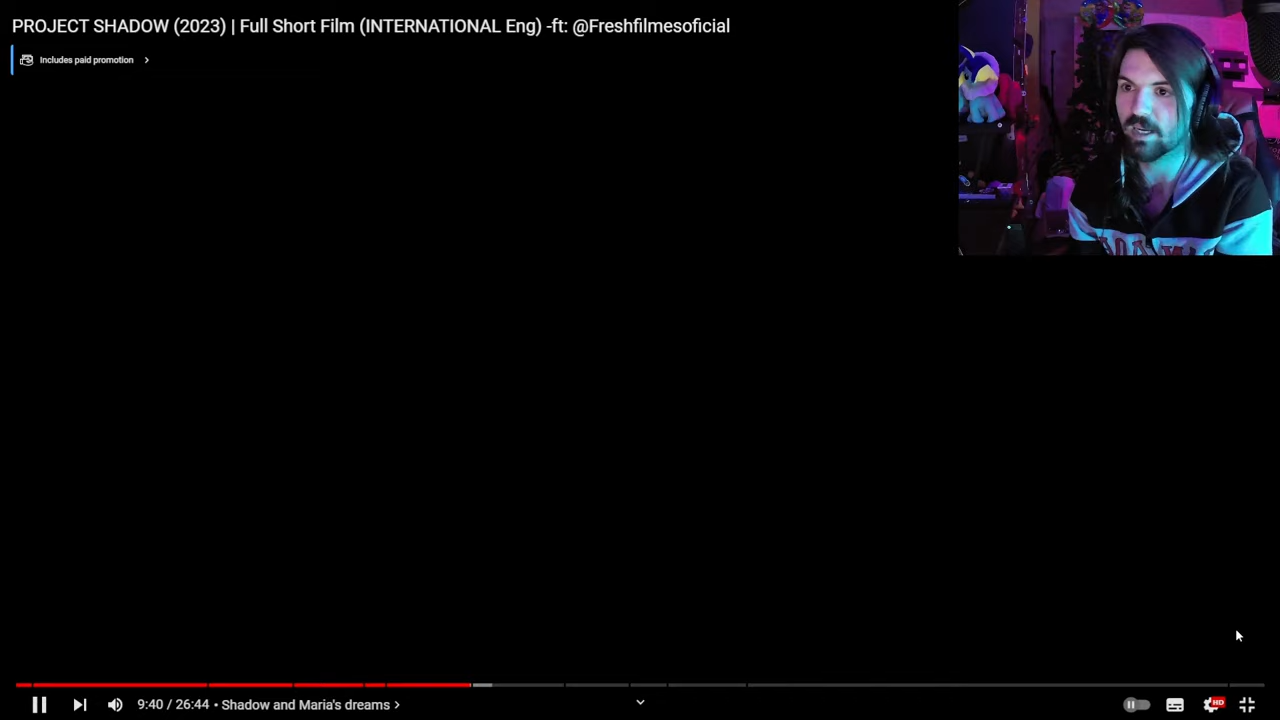 PROJECT SHADOW (2023) | Full Short Film (INTERNATIONAL Eng) -ft: @Freshfilmesoficial
Includes paid promotion
9:40 / 26:44 • Shadow and Maria's dreams
HD